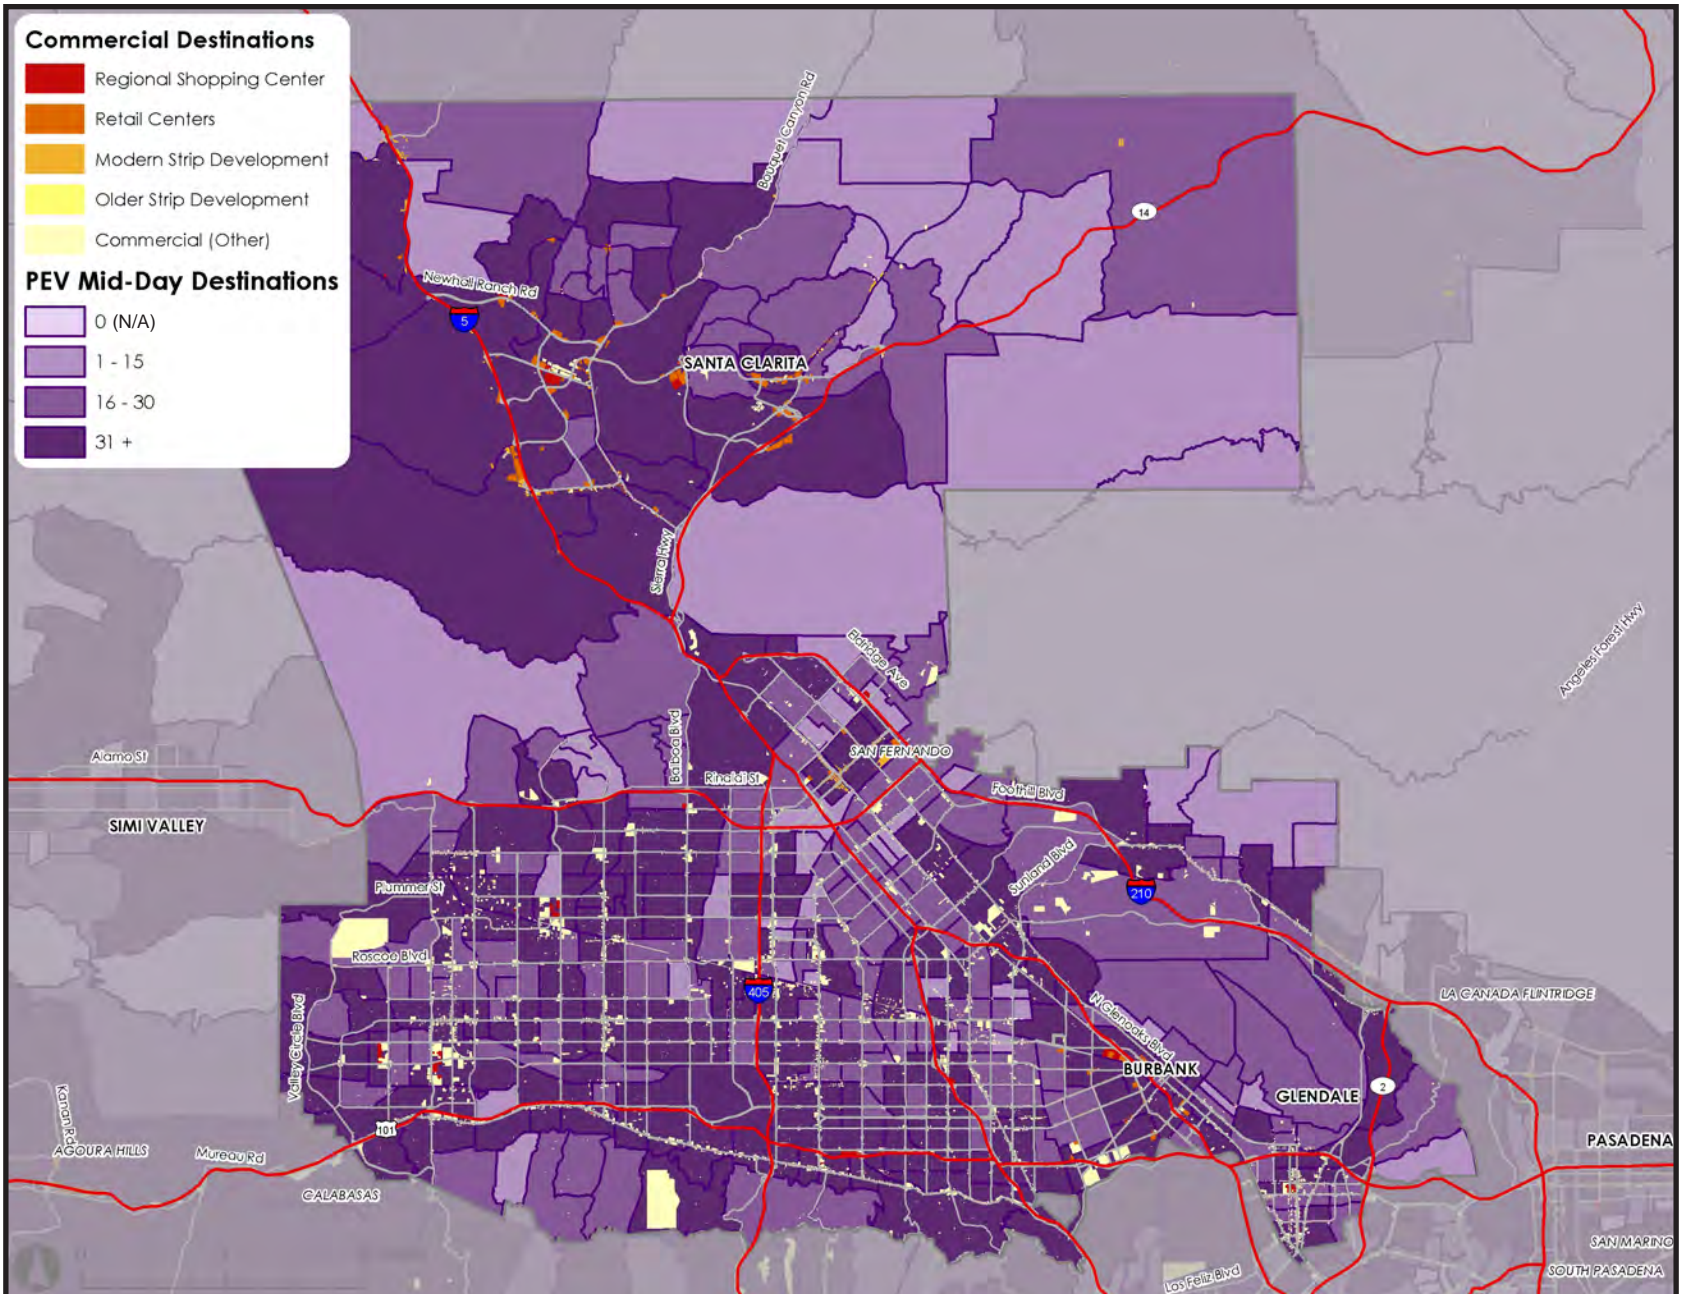 Commercial Destinations
Regional Shopping Center
Retail Centers
Modern Strip Development
Older Strip Development
Commercial (Other)
PEV Mid-Day Destinations
0 (N/A)
1 - 15
16 - 30
31 +
Bouquet Canyon Rd
14
Newhall Ranch Rd
5
SANTA CLARITA
Sierra Hwy
Eldridge Ave
Angeles Forest Hwy
Balboa Blvd
SAN FERNANDO
Alamo St
Rinaldi St
Foothill Blvd
SIMI VALLEY
Sunland Blvd
Plummer St
210
Roscoe Blvd
405
LA CANADA FLINTRIDGE
Valley Circle Blvd
N Glenoaks Blvd
BURBANK
2
GLENDALE
Kanan Rd
101
AGOURA HILLS
Mureau Rd
PASADENA
CALABASAS
SAN MARINO
Los Feliz Blvd
SOUTH PASADENA